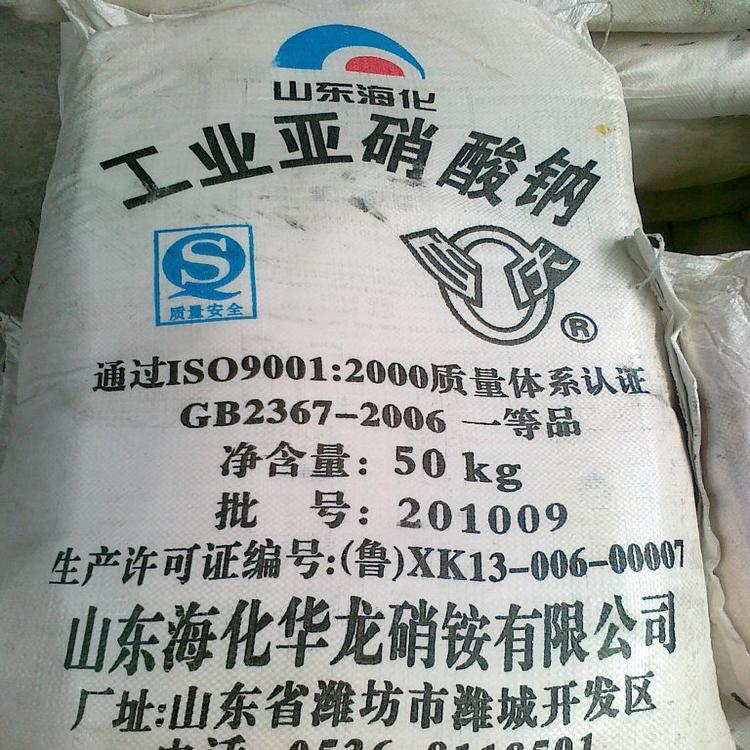 山东海化
工业亚硝酸钠
S
质量安全
®
通过ISO9001:2000质量体系认证
GB2367-2006 一等品
净含量: 50 kg
批 号: 201009
生产许可证编号:(鲁)XK13-006-00007
山东海化华龙硝铵有限公司
厂址:山东省潍坊市潍城开发区
电话 0536